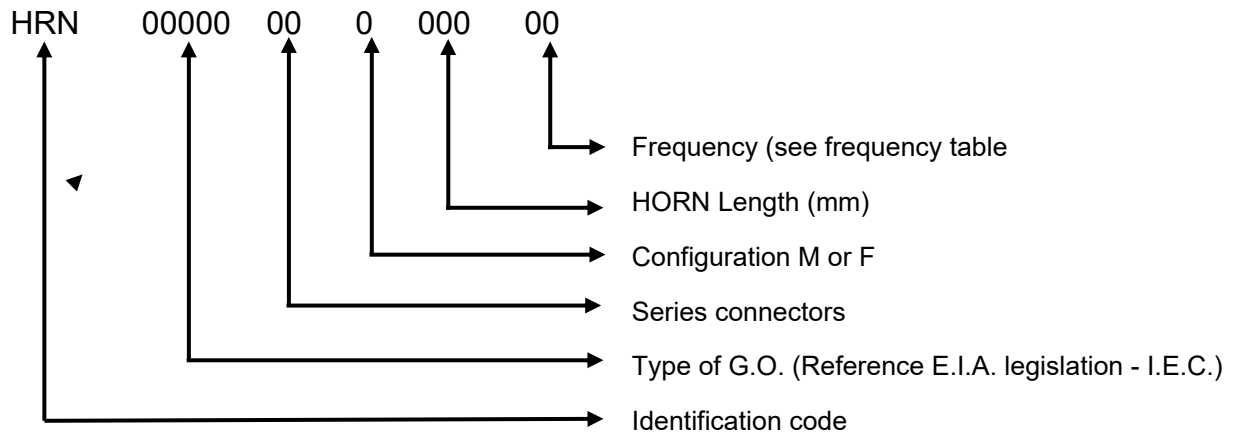 HRN 00000 00 0 000 00
Frequency (see frequency table
HORN Length (mm)
Configuration M or F
Series connectors
Type of G.O. (Reference E.I.A. legislation - I.E.C.)
Identification code